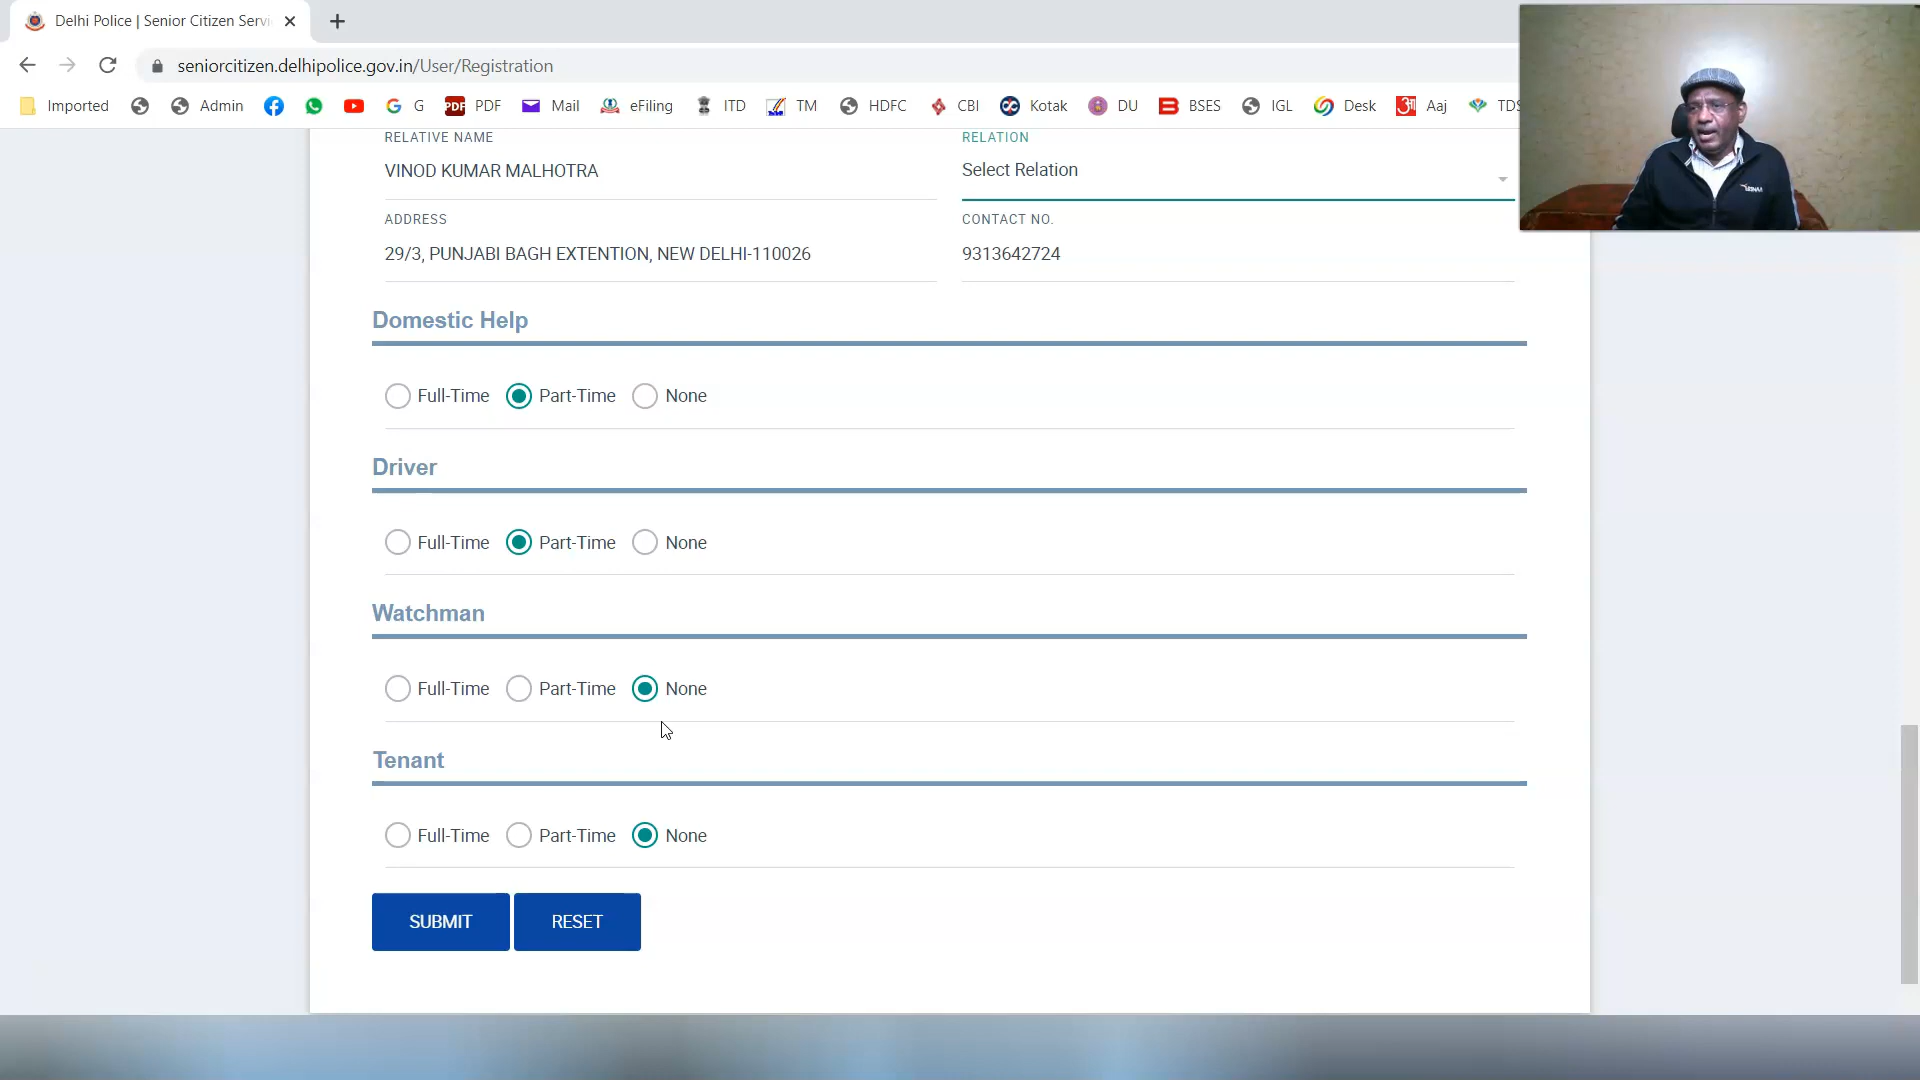 Delhi Police | Senior Citizen Servi
seniorcitizen.delhipolice.gov.in/User/Registration
Imported Admin G PDF PDF Mail eFiling ITD TM HDFC CBI Kotak DU BSES IGL Desk Aaj TDS
RELATIVE NAME RELATION
VINOD KUMAR MALHOTRA Select Relation
ADDRESS CONTACT NO.
29/3, PUNJABI BAGH EXTENTION, NEW DELHI-110026 9313642724
Domestic Help
Full-Time Part-Time None
Driver
Full-Time Part-Time None
Watchman
Full-Time Part-Time None
Tenant
Full-Time Part-Time None
SUBMIT RESET